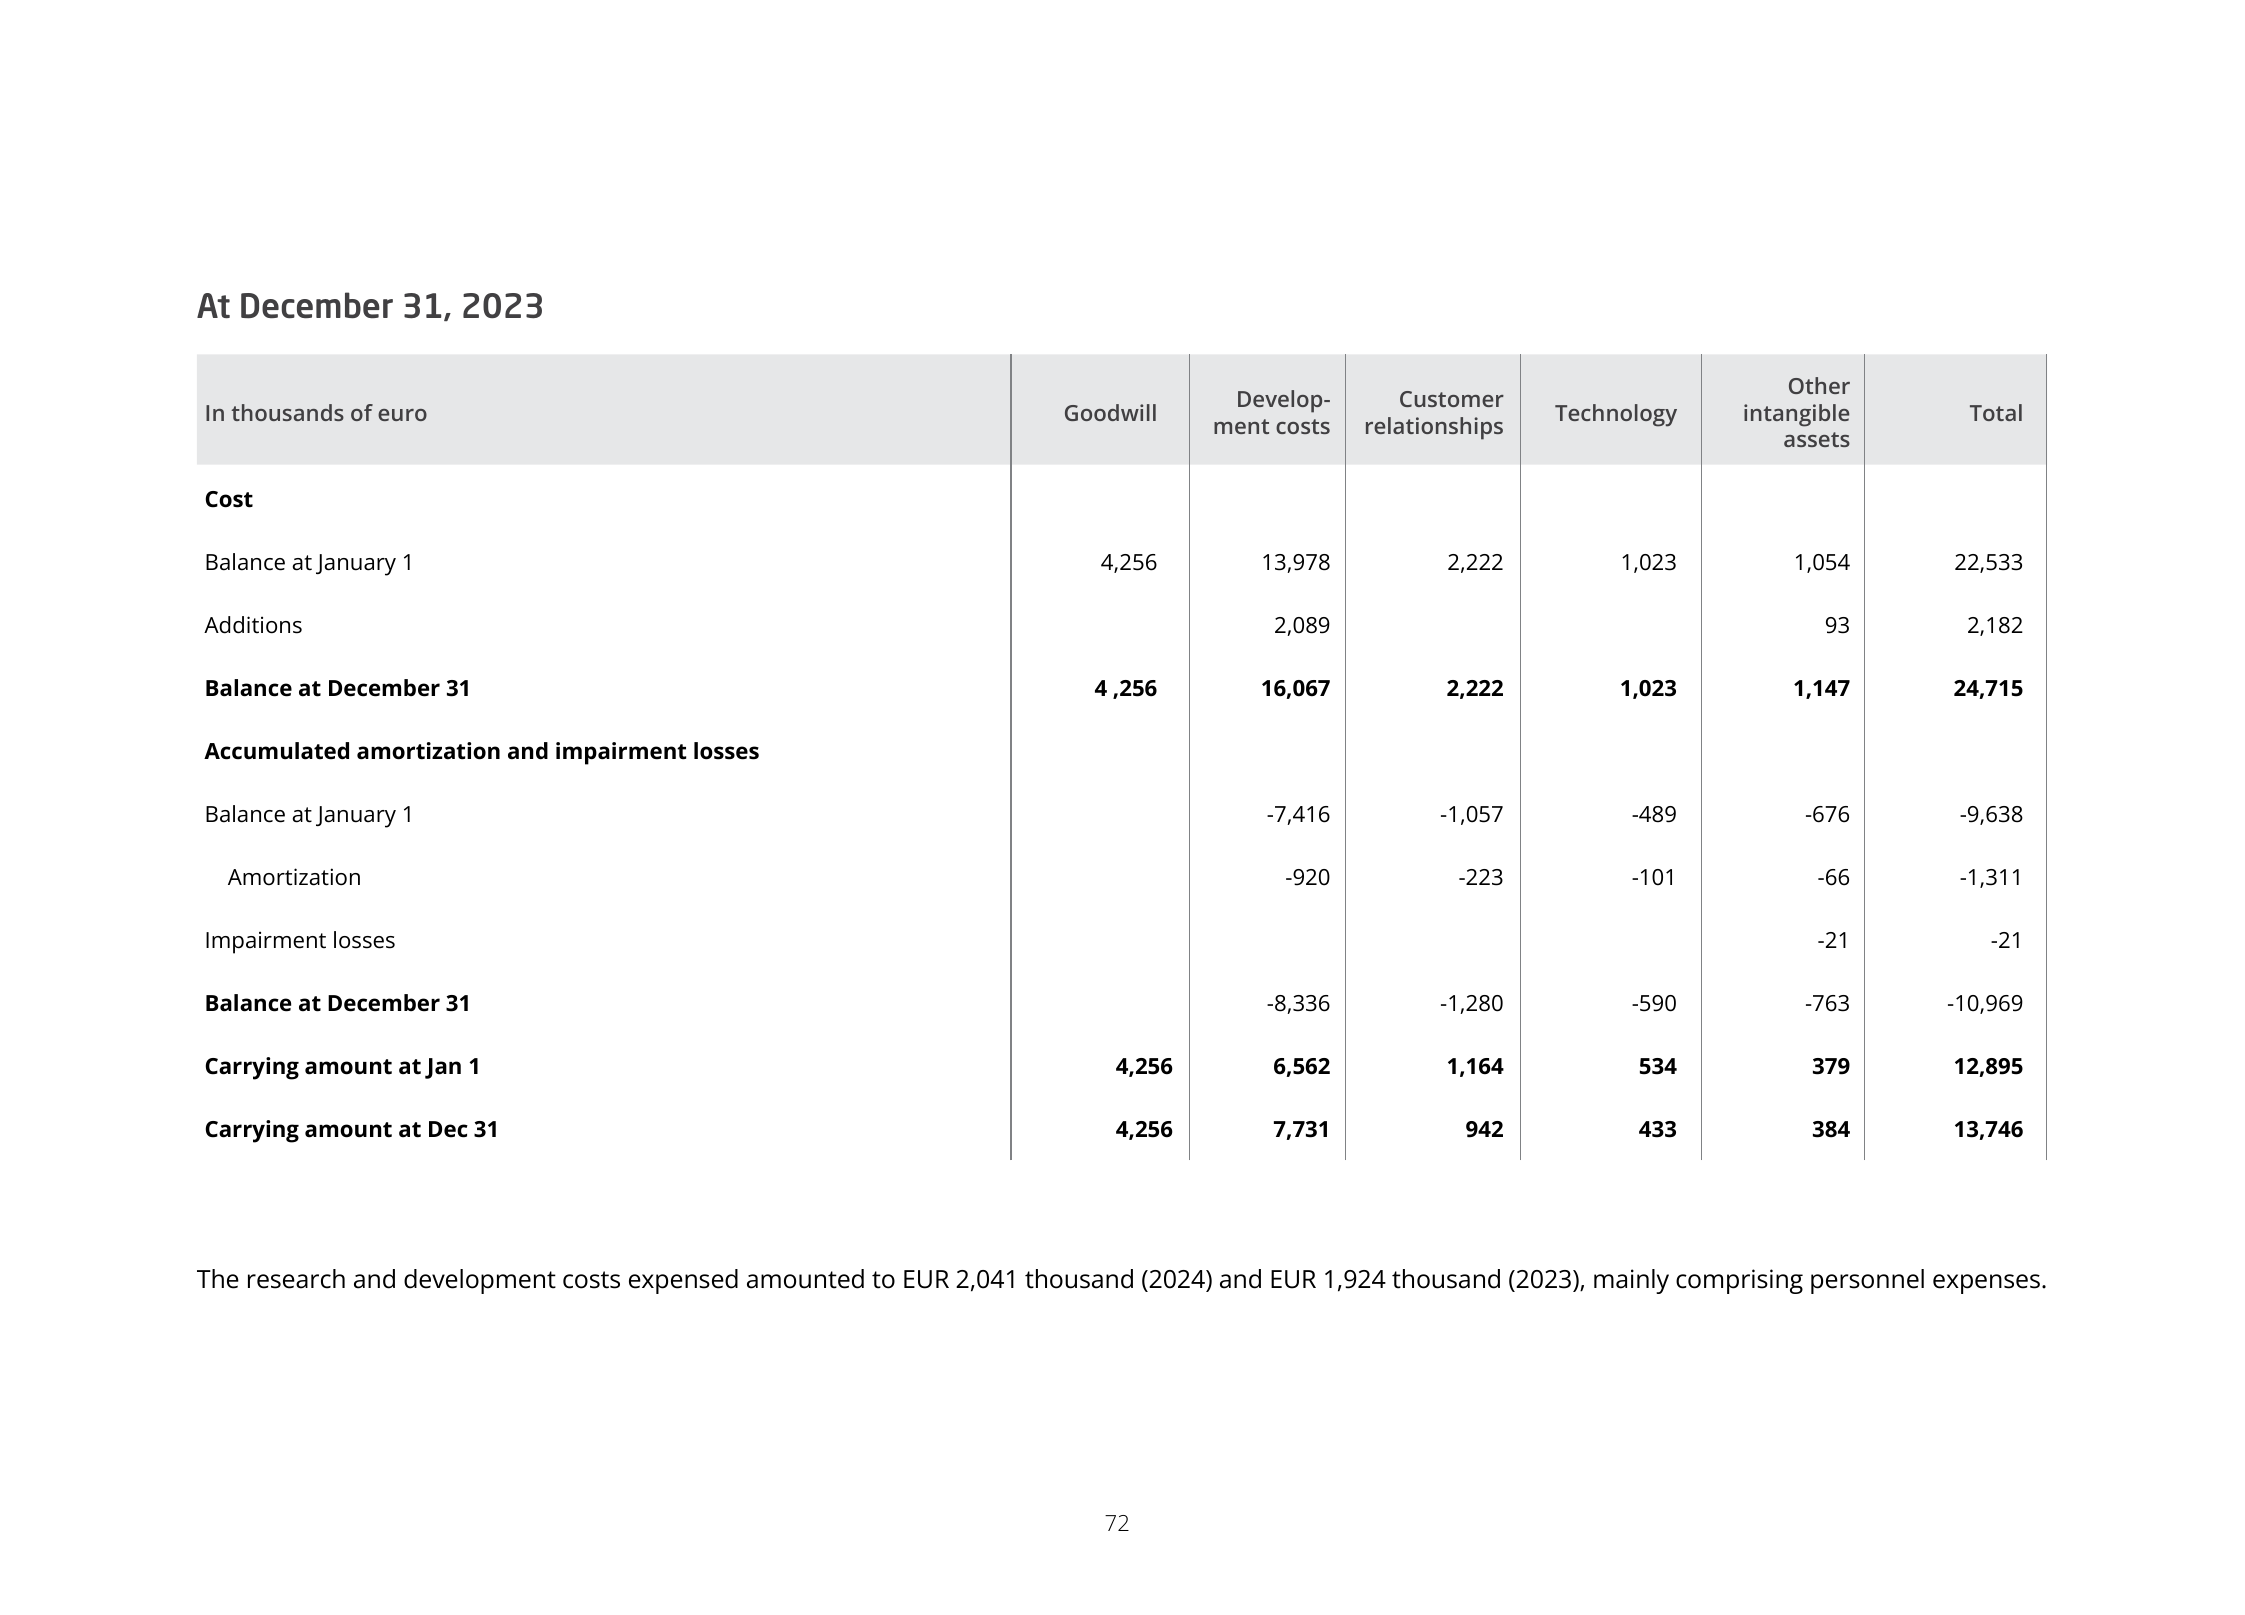 At December 31, 2023
In thousands of euro Goodwill Develop- ment costs Customer relationships Technology Other intangible assets Total
Cost
Balance at January 1 4,256 13,978 2,222 1,023 1,054 22,533
Additions 2,089 93 2,182
Balance at December 31 4 ,256 16,067 2,222 1,023 1,147 24,715
Accumulated amortization and impairment losses
Balance at January 1 -7,416 -1,057 -489 -676 -9,638
Amortization -920 -223 -101 -66 -1,311
Impairment losses -21 -21
Balance at December 31 -8,336 -1,280 -590 -763 -10,969
Carrying amount at Jan 1 4,256 6,562 1,164 534 379 12,895
Carrying amount at Dec 31 4,256 7,731 942 433 384 13,746
The research and development costs expensed amounted to EUR 2,041 thousand (2024) and EUR 1,924 thousand (2023), mainly comprising personnel expenses.
72